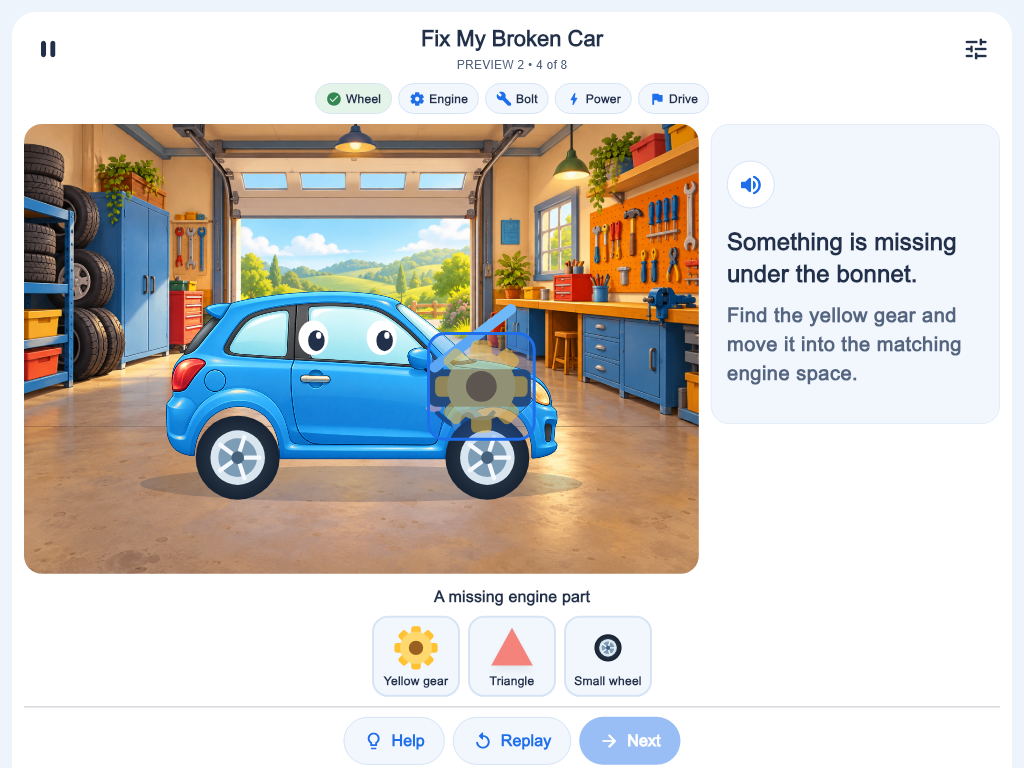 Fix My Broken Car
PREVIEW 2 • 4 of 8
Wheel
Engine
Bolt
Power
Drive
Something is missing
under the bonnet.
Find the yellow gear and
move it into the matching
engine space.
A missing engine part
Yellow gear
Triangle
Small wheel
Help
Replay
Next